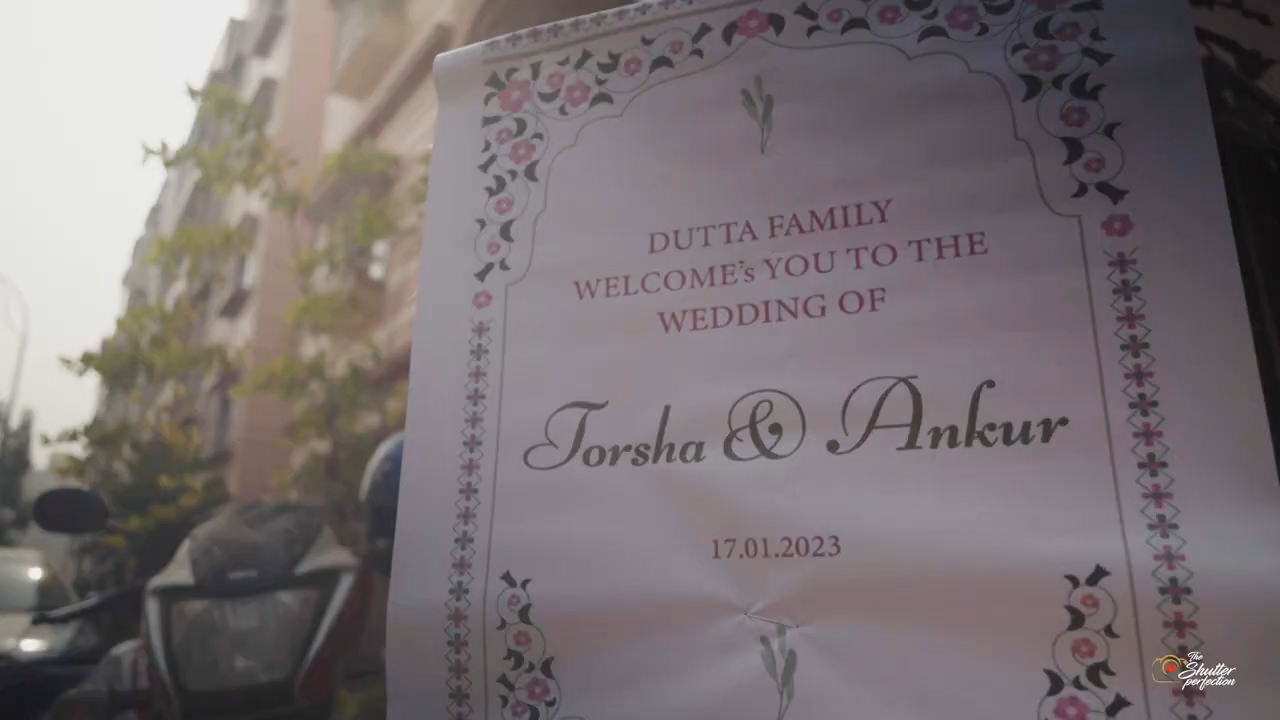 DUTTA FAMILY
WELCOME's YOU TO THE
WEDDING OF
Torsha & Ankur
17.01.2023
The
Shutter
perfection